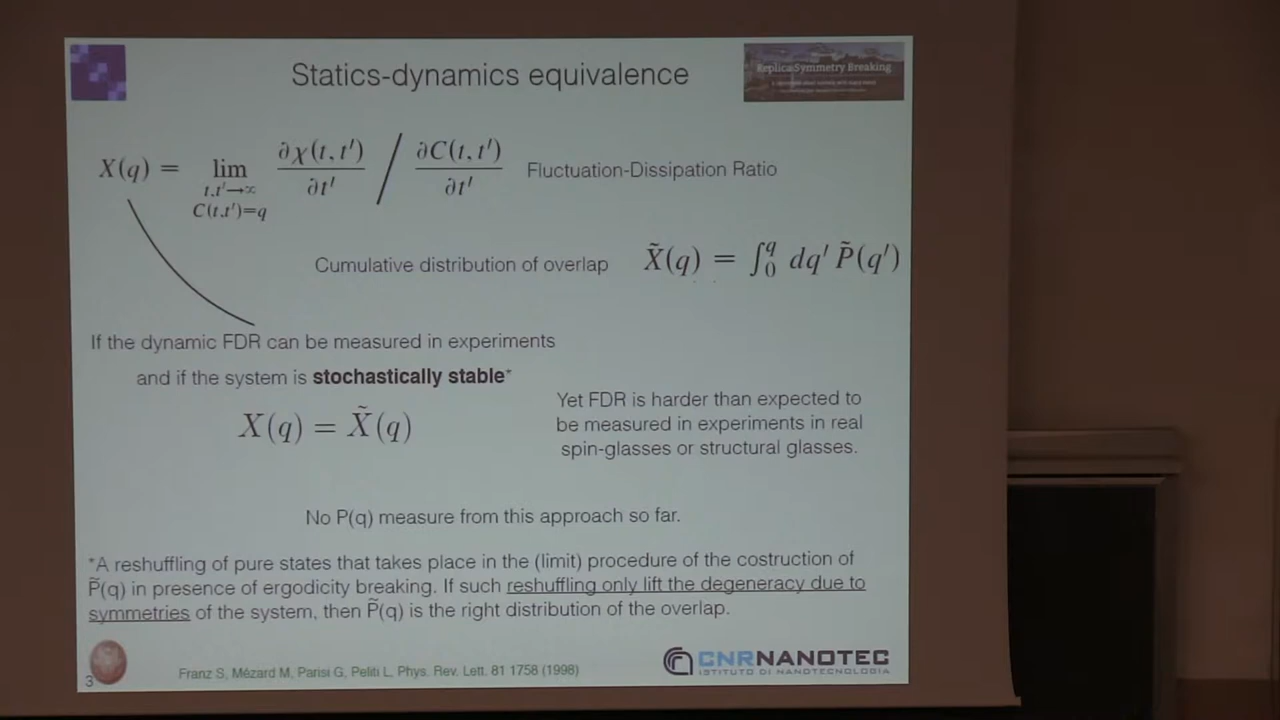 Statics-dynamics equivalence
Replica Symmetry Breaking
X(q) = lim t,t'→∞ C(t,t')=q ∂χ(t,t')/∂t' / ∂C(t,t')/∂t' Fluctuation-Dissipation Ratio
Cumulative distribution of overlap X̃(q) = ∫₀^q dq' P̃(q')
If the dynamic FDR can be measured in experiments
and if the system is stochastically stable*
X(q) = X̃(q)
Yet FDR is harder than expected to
be measured in experiments in real
spin-glasses or structural glasses.
No P(q) measure from this approach so far.
*A reshuffling of pure states that takes place in the (limit) procedure of the costruction of
P̃(q) in presence of ergodicity breaking. If such reshuffling only lift the degeneracy due to
symmetries of the system, then P̃(q) is the right distribution of the overlap.
Franz S, Mézard M, Parisi G, Peliti L, Phys. Rev. Lett. 81 1758 (1998)
CNRNANOTEC
ISTITUTO DI NANOTECNOLOGIA
3